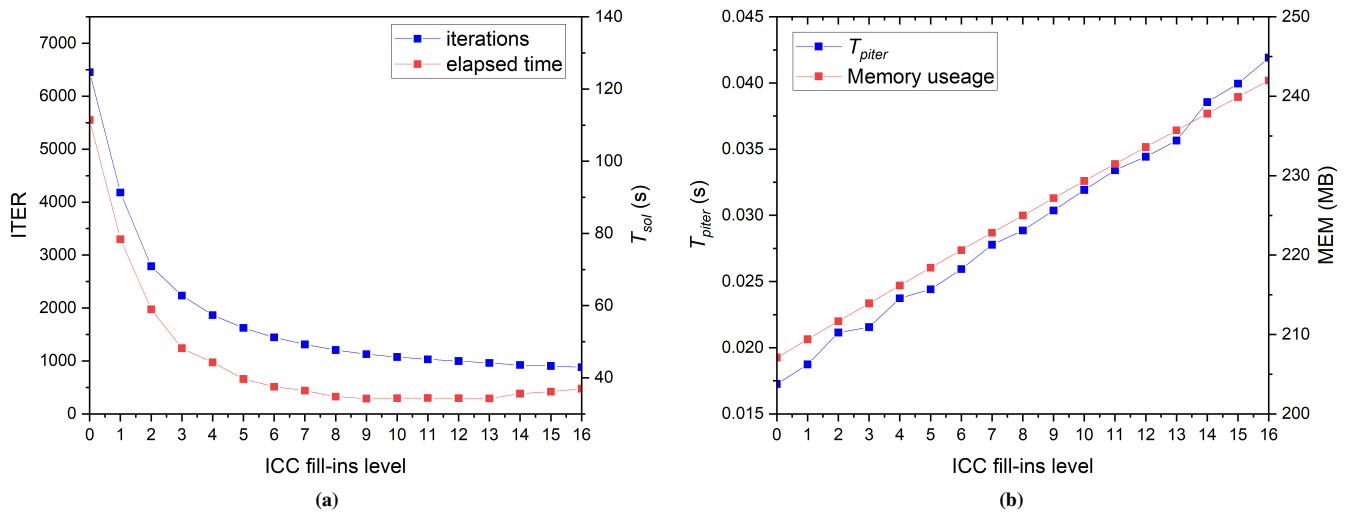 7000
6000
5000
4000
3000
2000
1000
0
ITER
140
120
100
80
60
40
T_sol (s)
iterations
elapsed time
0 1 2 3 4 5 6 7 8 9 10 11 12 13 14 15 16
ICC fill-ins level
(a)
0.045
0.040
0.035
0.030
0.025
0.020
0.015
T_piter (s)
250
240
230
220
210
200
MEM (MB)
T_piter
Memory useage
0 1 2 3 4 5 6 7 8 9 10 11 12 13 14 15 16
ICC fill-ins level
(b)